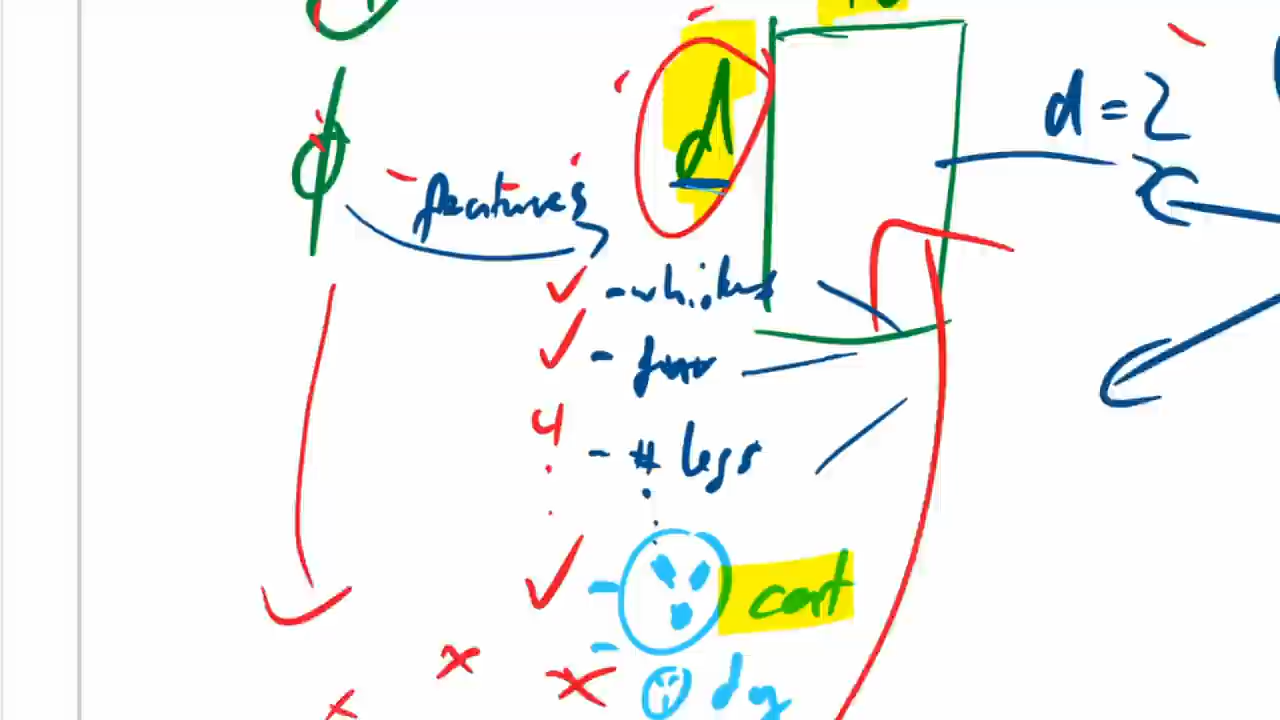 d
d = 2
ϕ
features
- whiskers
✓ - fur
4 - # legs
cat
dog